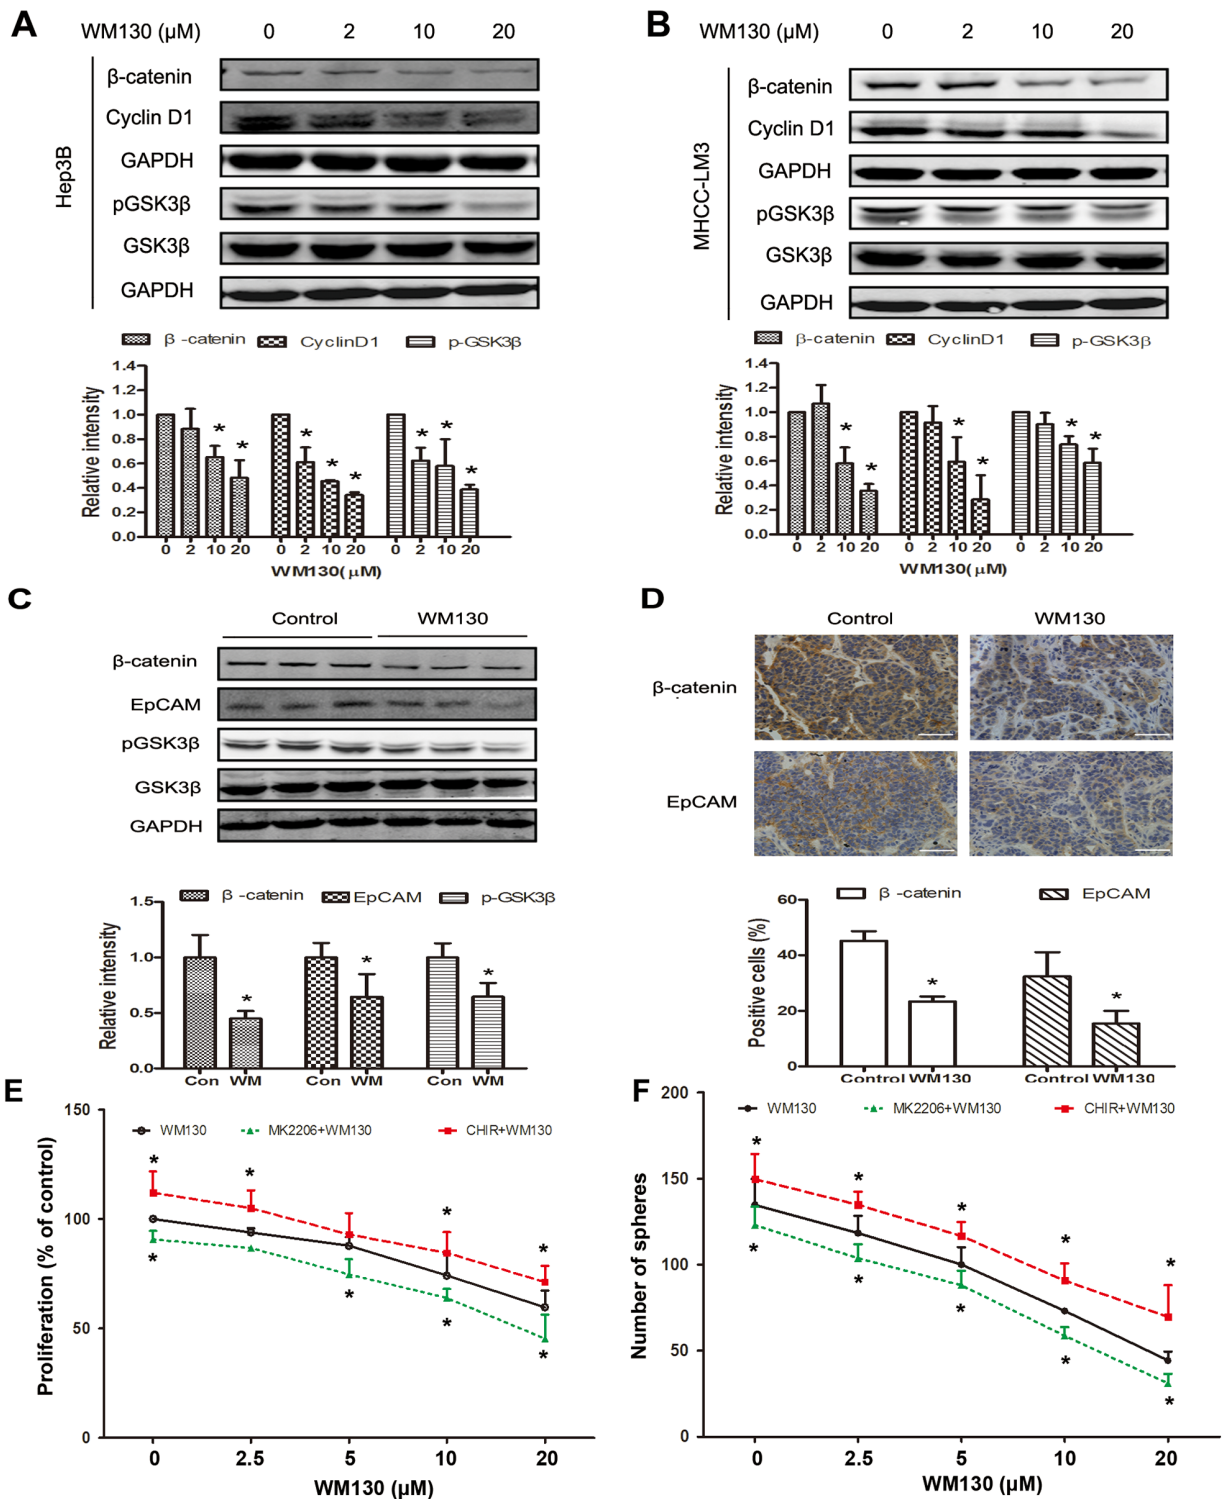 A
WM130 (μM) 0 2 10 20
Hep3B
β-catenin
Cyclin D1
GAPDH
pGSK3β
GSK3β
GAPDH
β -catenin CyclinD1 p-GSK3β
Relative intensity
1.4
1.2
1.0
0.8
0.6
0.4
0.2
0.0
* * * * * * * *
0 2 10 20 0 2 10 20 0 2 10 20
WM130( μM)
B
WM130 (μM) 0 2 10 20
MHCC-LM3
β-catenin
Cyclin D1
GAPDH
pGSK3β
GSK3β
GAPDH
β -catenin CyclinD1 p-GSK3β
Relative intensity
1.4
1.2
1.0
0.8
0.6
0.4
0.2
0.0
* * * * * *
0 2 10 20 0 2 10 20 0 2 10 20
WM130( μM)
C
Control WM130
β-catenin
EpCAM
pGSK3β
GSK3β
GAPDH
β -catenin EpCAM p-GSK3β
Relative intensity
1.5
1.0
0.5
0.0
* * *
Con WM Con WM Con WM
D
Control WM130
β-catenin
EpCAM
β -catenin EpCAM
Positive cells (%)
60
40
20
0
* *
Control WM130 Control WM130
E
WM130 MK2206+WM130 CHIR+WM130
Proliferation (% of control)
150
100
50
0
* * * *
* * * *
0 2.5 5 10 20
WM130 (μM)
F
WM130 MK2206+WM130 CHIR+WM130
Number of spheres
200
150
100
50
0
* * * * *
* * * * *
0 2.5 5 10 20
WM130 (μM)